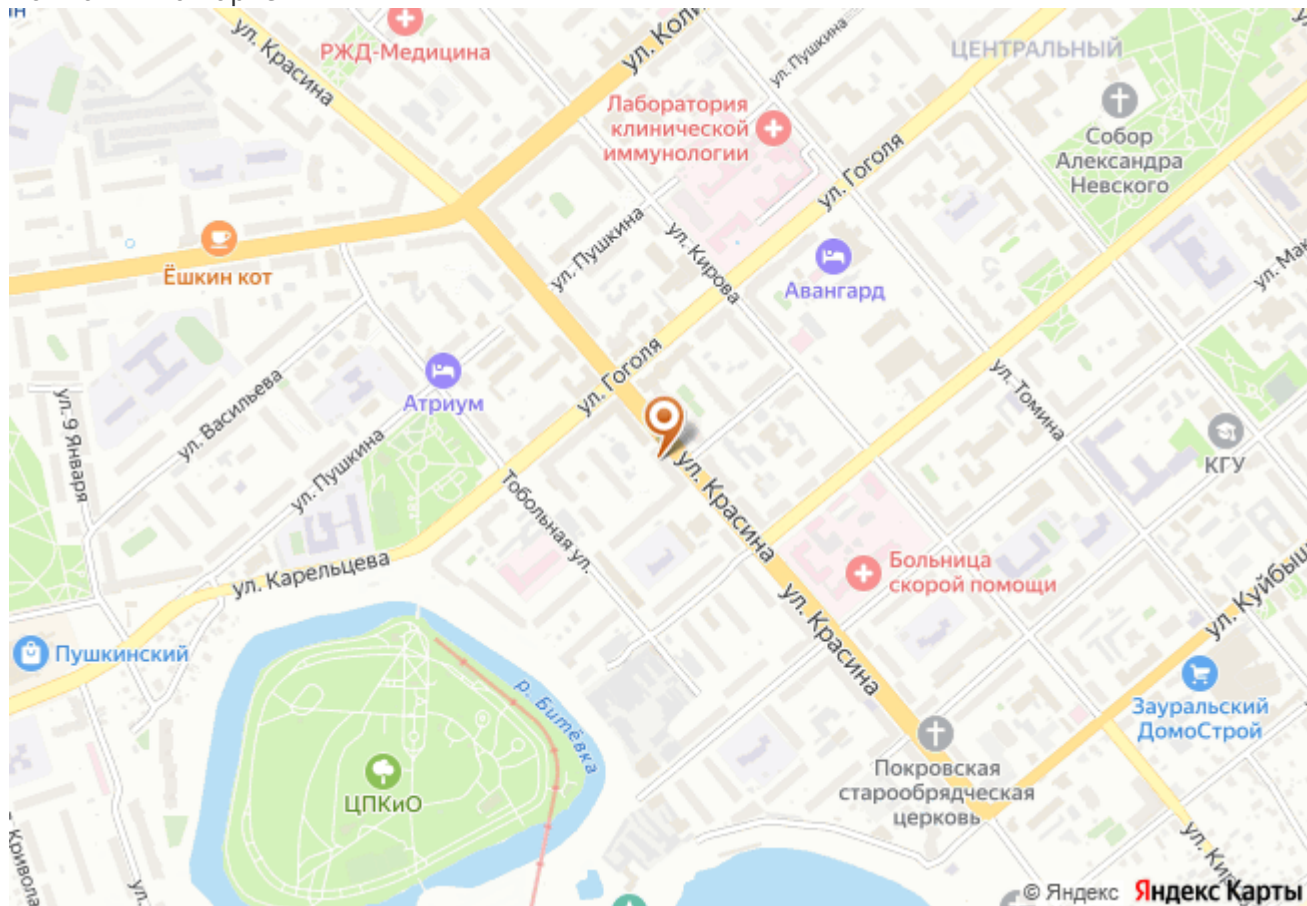 ул. Красина
РЖД-Медицина
ул. Пушкина
ЦЕНТРАЛЬНЫЙ
Лаборатория
клинической
иммунологии
Собор
Александра
Невского
ул. Гоголя
ул. Пушкина
ул. Кирова
Ёшкин кот
Авангард
ул. Гоголя
Атриум
ул. Васильева
ул. 9 Января
ул. Томина
КГУ
ул. Пушкина
ул. Красина
Тобольная ул.
ул. Карельцева
Больница
скорой помощи
ул. Красина
Пушкинский
р. Битёвка
Зауральский
ДомоСтрой
ЦПКиО
Покровская
старообрядческая
церковь
© Яндекс Яндекс Карты